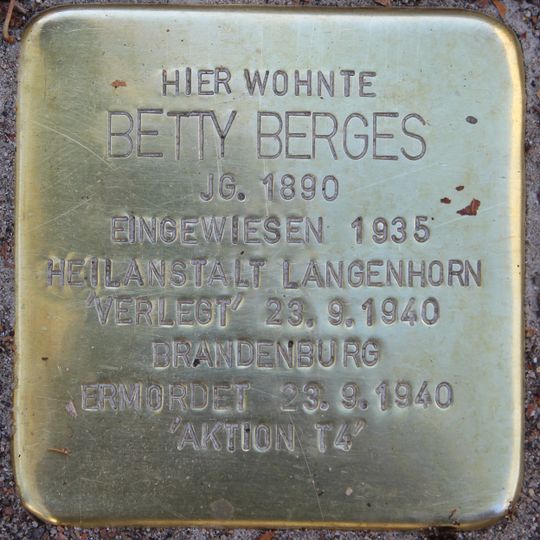 HIER WOHNTE
BETTY BERGES
JG. 1890
EINGEWIESEN 1935
HEILANSTALT LANGENHORN
'VERLEGT' 23.9.1940
BRANDENBURG
ERMORDET 23.9.1940
'AKTION T4'